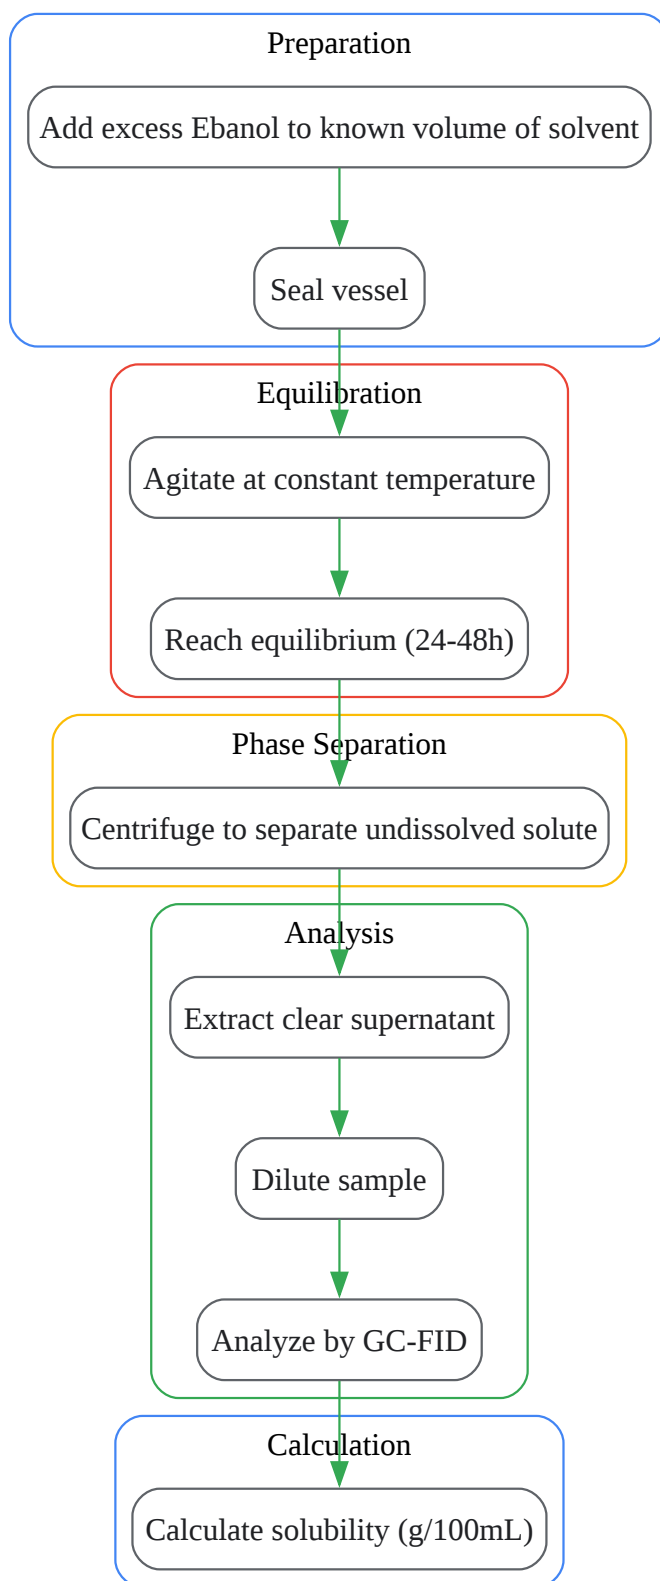 Preparation
Add excess Ebanol to known volume of solvent
Seal vessel
Equilibration
Agitate at constant temperature
Reach equilibrium (24-48h)
Phase Separation
Centrifuge to separate undissolved solute
Analysis
Extract clear supernatant
Dilute sample
Analyze by GC-FID
Calculation
Calculate solubility (g/100mL)